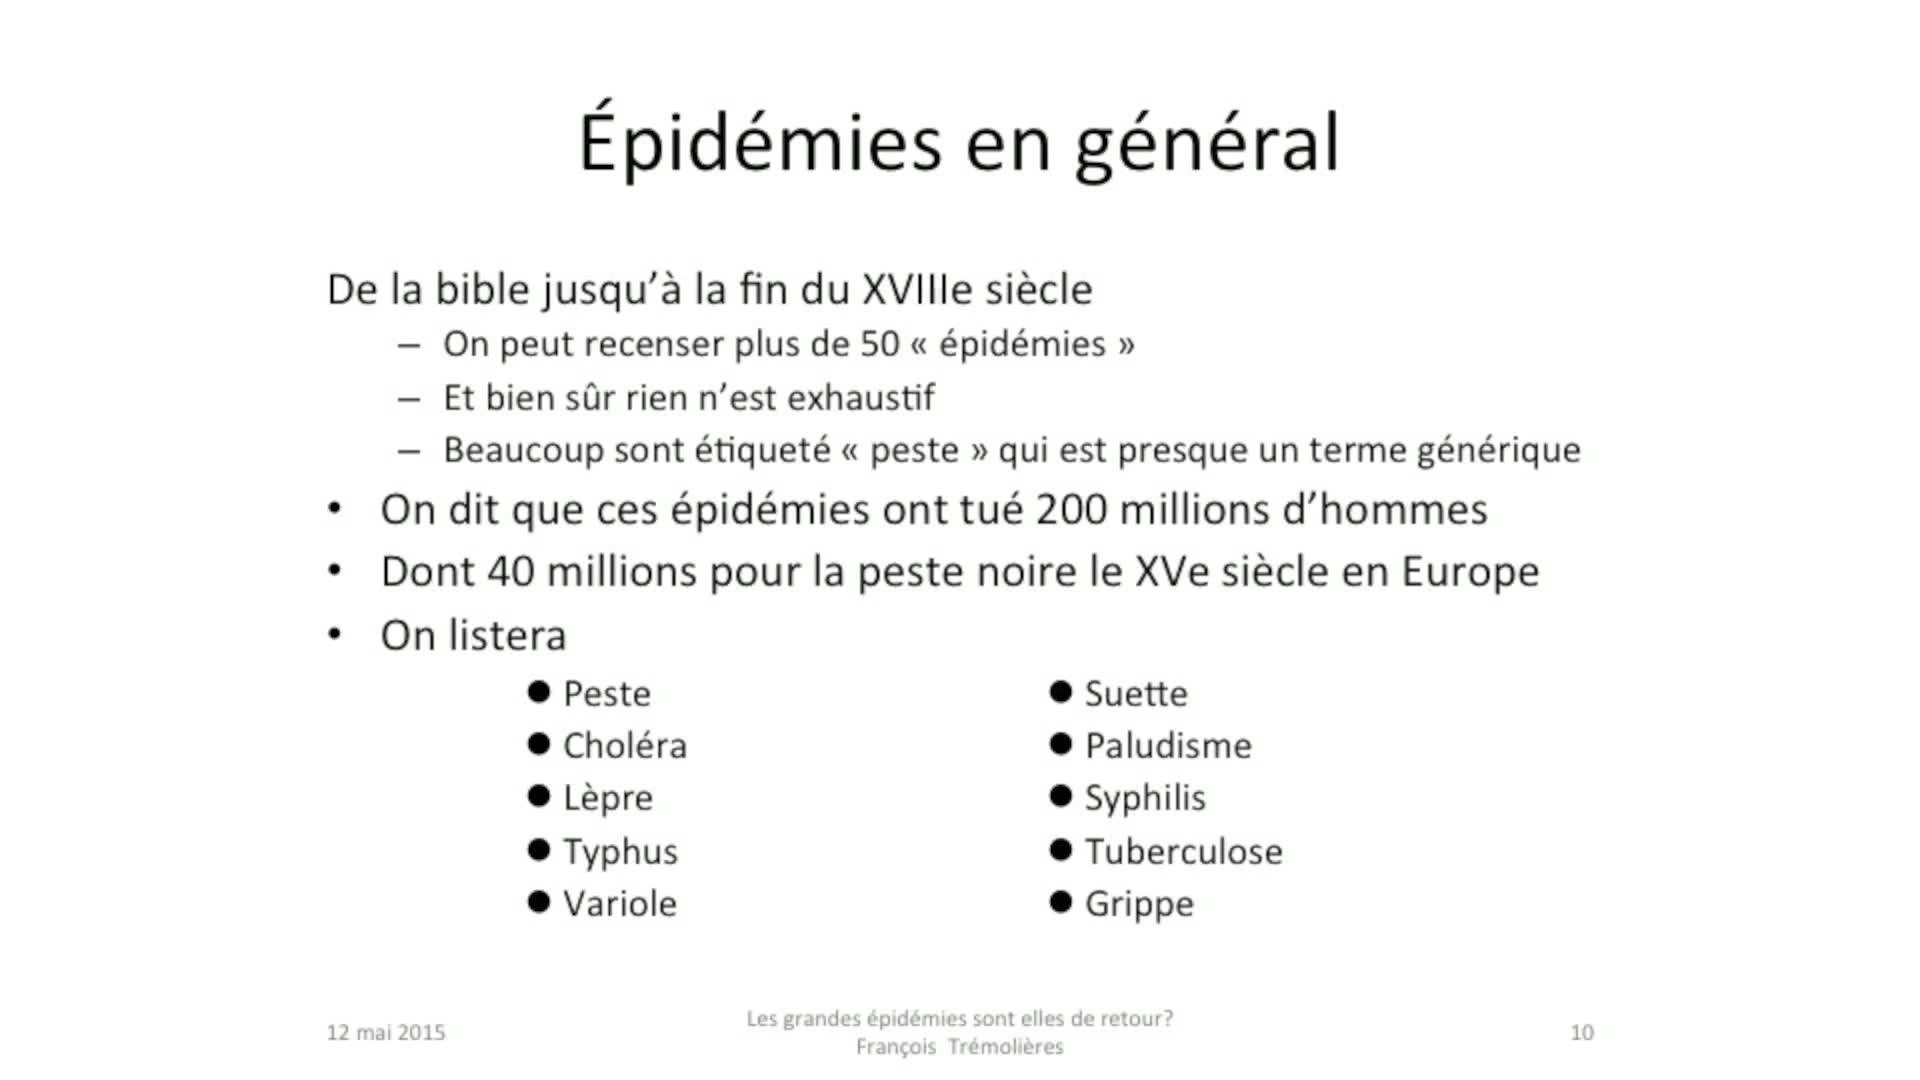 Épidémies en général
De la bible jusqu’à la fin du XVIIIe siècle
– On peut recenser plus de 50 « épidémies »
– Et bien sûr rien n’est exhaustif
– Beaucoup sont étiqueté « peste » qui est presque un terme générique
• On dit que ces épidémies ont tué 200 millions d’hommes
• Dont 40 millions pour la peste noire le XVe siècle en Europe
• On listera
● Peste
● Choléra
● Lèpre
● Typhus
● Variole
● Suette
● Paludisme
● Syphilis
● Tuberculose
● Grippe
12 mai 2015
Les grandes épidémies sont elles de retour?
François Trémolières
10